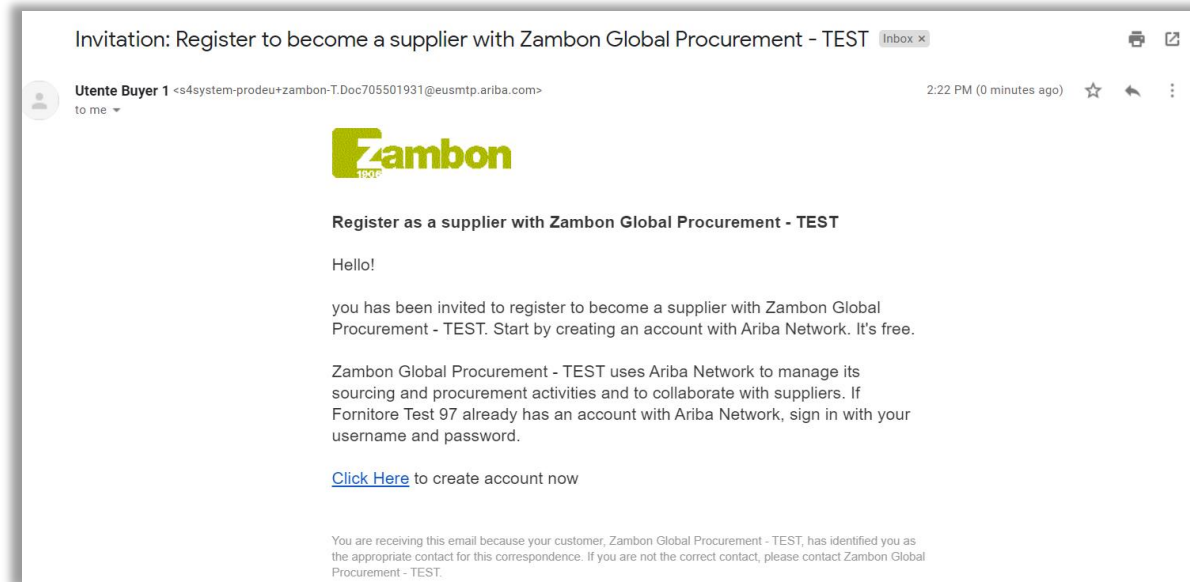 Invitation: Register to become a supplier with Zambon Global Procurement - TEST Inbox ×
Utente Buyer 1 <s4system-prodeu+zambon-T.Doc705501931@eusmtp.ariba.com> 2:22 PM (0 minutes ago)
to me
Zambon
1906
Register as a supplier with Zambon Global Procurement - TEST
Hello!
you has been invited to register to become a supplier with Zambon Global
Procurement - TEST. Start by creating an account with Ariba Network. It's free.
Zambon Global Procurement - TEST uses Ariba Network to manage its
sourcing and procurement activities and to collaborate with suppliers. If
Fornitore Test 97 already has an account with Ariba Network, sign in with your
username and password.
Click Here to create account now
You are receiving this email because your customer, Zambon Global Procurement - TEST, has identified you as
the appropriate contact for this correspondence. If you are not the correct contact, please contact Zambon Global
Procurement - TEST.